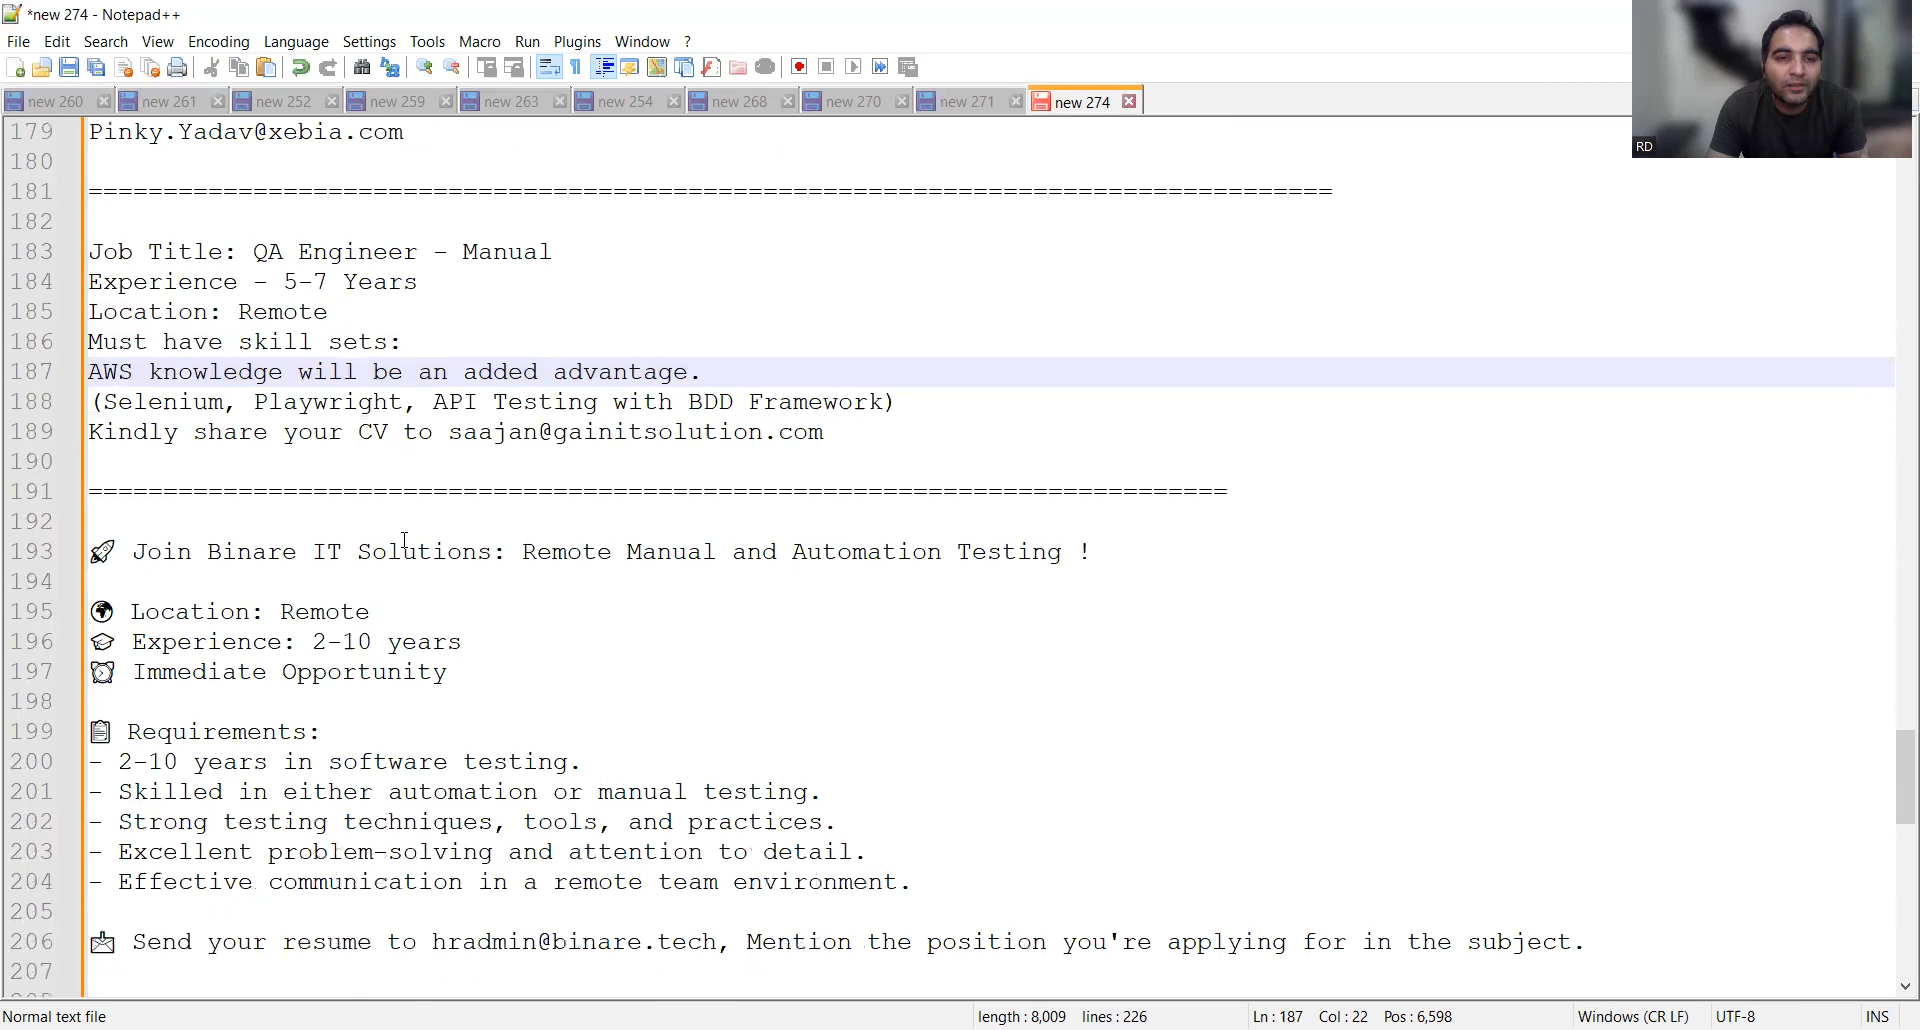 *new 274 - Notepad++
File Edit Search View Encoding Language Settings Tools Macro Run Plugins Window ?
new 260 new 261 new 252 new 259 new 263 new 254 new 268 new 270 new 271 new 274
RD
179 Pinky.Yadav@xebia.com
180
181 ===================================================================================
182
183 Job Title: QA Engineer - Manual
184 Experience - 5-7 Years
185 Location: Remote
186 Must have skill sets:
187 AWS knowledge will be an added advantage.
188 (Selenium, Playwright, API Testing with BDD Framework)
189 Kindly share your CV to saajan@gainitsolution.com
190
191 ============================================================================
192
193 🚀 Join Binare IT Solutions: Remote Manual and Automation Testing !
194
195 🌍 Location: Remote
196 🎓 Experience: 2-10 years
197 ⏰ Immediate Opportunity
198
199 📋 Requirements:
200 - 2-10 years in software testing.
201 - Skilled in either automation or manual testing.
202 - Strong testing techniques, tools, and practices.
203 - Excellent problem-solving and attention to detail.
204 - Effective communication in a remote team environment.
205
206 📩 Send your resume to hradmin@binare.tech, Mention the position you're applying for in the subject.
207
Normal text file length : 8,009 lines : 226 Ln : 187 Col : 22 Pos : 6,598 Windows (CR LF) UTF-8 INS